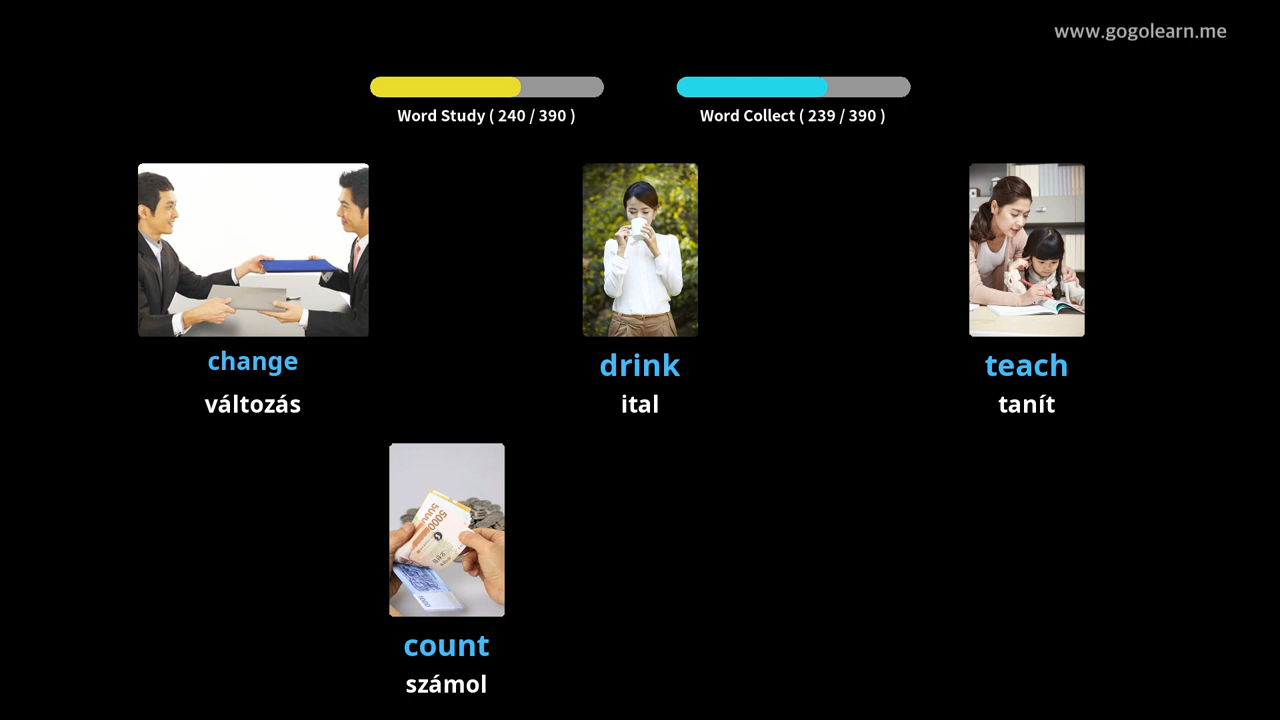 www.gogolearn.me
Word Study ( 240 / 390 )
Word Collect ( 239 / 390 )
change
változás
drink
ital
teach
tanít
5000
count
számol